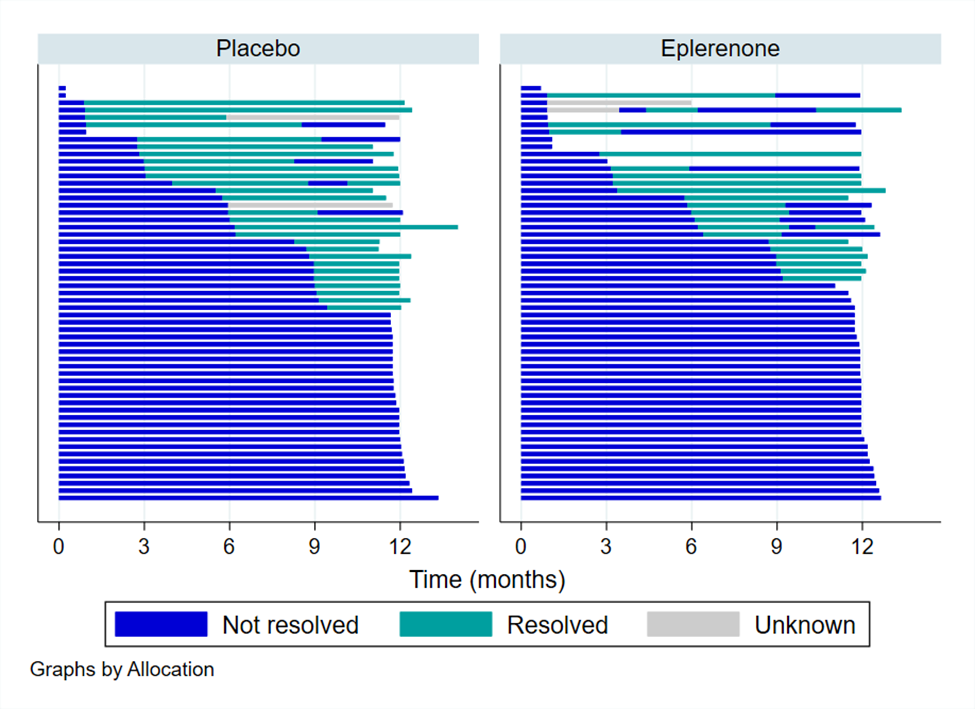 Placebo
Eplerenone
0 3 6 9 12 0 3 6 9 12
Time (months)
Not resolved Resolved Unknown
Graphs by Allocation